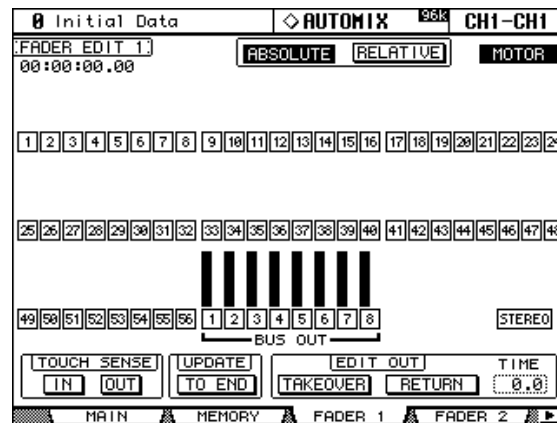 0 Initial Data ◇AUTOMIX 96k CH1-CH1
FADER EDIT 1 ABSOLUTE RELATIVE MOTOR
00:00:00.00
1 2 3 4 5 6 7 8 9 10 11 12 13 14 15 16 17 18 19 20 21 22 23
25 26 27 28 29 30 31 32 33 34 35 36 37 38 39 40 41 42 43 44 45 46 47
49 50 51 52 53 54 55 56 1 2 3 4 5 6 7 8 STEREO
BUS OUT
TOUCH SENSE UPDATE EDIT OUT TIME
IN OUT TO END TAKEOVER RETURN 0.0
MAIN MEMORY FADER 1 FADER 2